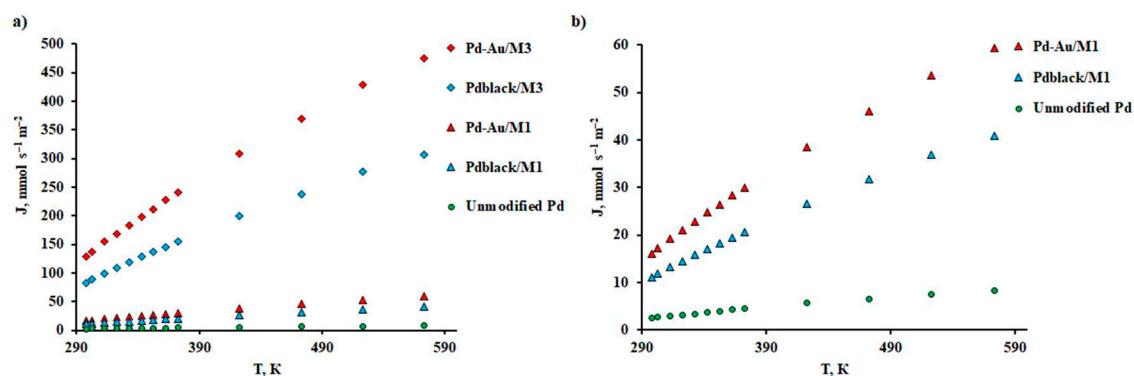 a)
500
450
400
350
300
250
200
150
100
50
0
J, mmol s⁻¹ m⁻²
290
390
490
590
T, K
Pd-Au/M3
Pdblack/M3
Pd-Au/M1
Pdblack/M1
Unmodified Pd
b)
60
50
40
30
20
10
0
J, mmol s⁻¹ m⁻²
290
390
490
590
T, K
Pd-Au/M1
Pdblack/M1
Unmodified Pd